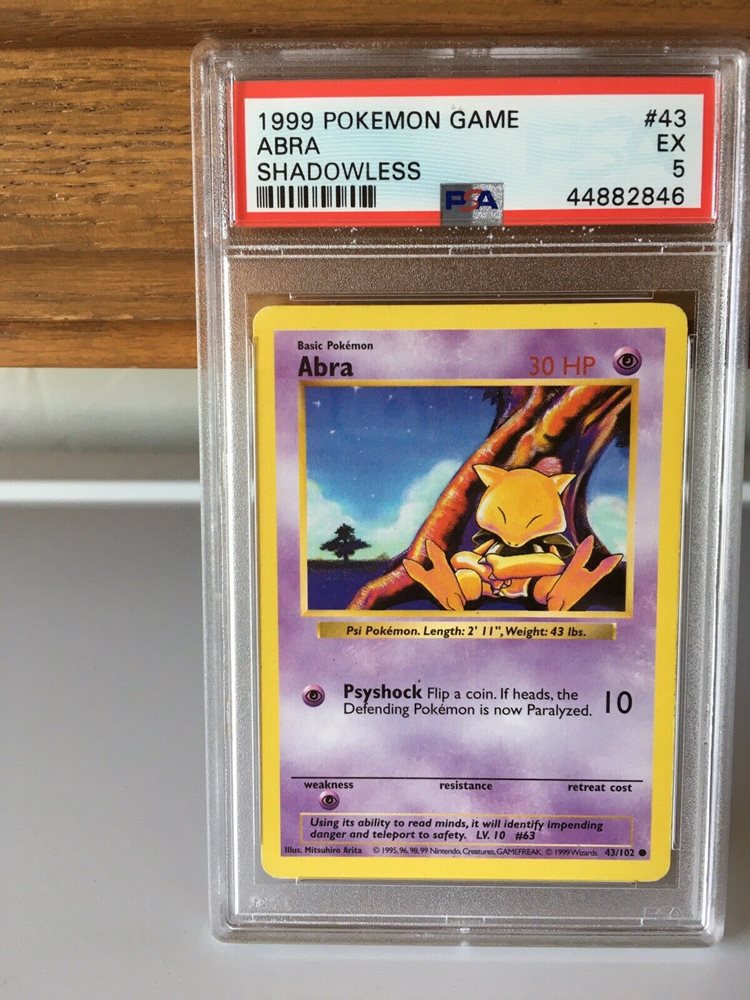 1999 POKEMON GAME #43
ABRA EX
SHADOWLESS 5
PSA 44882846
Basic Pokémon
Abra 30 HP
Psi Pokémon. Length: 2' 11", Weight: 43 lbs.
Psyshock Flip a coin. If heads, the
Defending Pokémon is now Paralyzed. 10
weakness resistance retreat cost
Using its ability to read minds, it will identify impending
danger and teleport to safety. LV. 10 #63
Illus. Mitsuhiro Arita © 1995, 96, 98, 99 Nintendo, Creatures, GAMEFREAK. © 1999 Wizards. 43/102
PSA